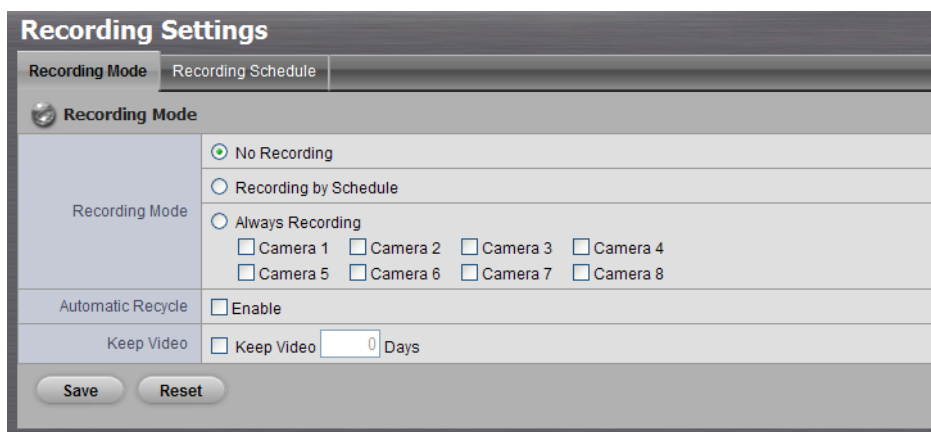 Recording Settings
Recording Mode Recording Schedule
Recording Mode
Recording Mode
No Recording
Recording by Schedule
Always Recording
Camera 1 Camera 2 Camera 3 Camera 4
Camera 5 Camera 6 Camera 7 Camera 8
Automatic Recycle Enable
Keep Video Keep Video 0 Days
Save Reset